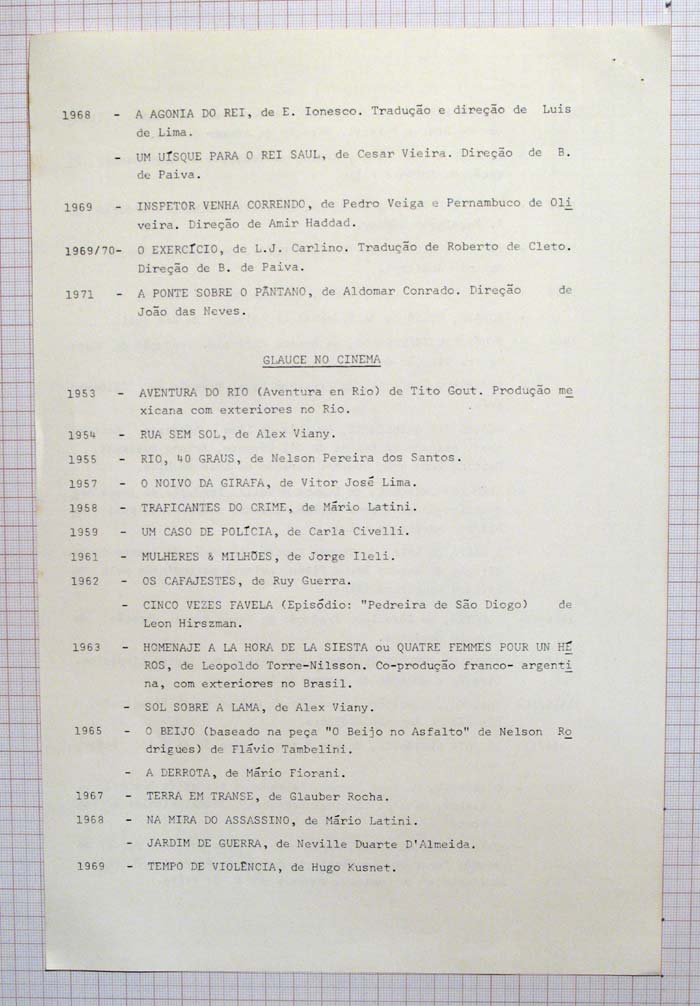 1968 - A AGONIA DO REI, de E. Ionesco. Tradução e direção de Luis
de Lima.
- UM UÍSQUE PARA O REI SAUL, de Cesar Vieira. Direção de B.
de Paiva.
1969 - INSPETOR VENHA CORRENDO, de Pedro Veiga e Pernambuco de Oli
veira. Direção de Amir Haddad.
1969/70- O EXERCÍCIO, de L.J. Carlino. Tradução de Roberto de Cleto.
Direção de B. de Paiva.
1971 - A PONTE SOBRE O PÂNTANO, de Aldomar Conrado. Direção de
João das Neves.
GLAUCE NO CINEMA
1953 - AVENTURA DO RIO (Aventura en Rio) de Tito Gout. Produção me
xicana com exteriores no Rio.
1954 - RUA SEM SOL, de Alex Viany.
1955 - RIO, 40 GRAUS, de Nelson Pereira dos Santos.
1957 - O NOIVO DA GIRAFA, de Vitor José Lima.
1958 - TRAFICANTES DO CRIME, de Mário Latini.
1959 - UM CASO DE POLÍCIA, de Carla Civelli.
1961 - MULHERES & MILHÕES, de Jorge Ileli.
1962 - OS CAFAJESTES, de Ruy Guerra.
- CINCO VEZES FAVELA (Episódio: "Pedreira de São Diogo) de
Leon Hirszman.
1963 - HOMENAJE A LA HORA DE LA SIESTA ou QUATRE FEMMES POUR UN HÉ
ROS, de Leopoldo Torre-Nilsson. Co-produção franco- argenti
na, com exteriores no Brasil.
- SOL SOBRE A LAMA, de Alex Viany.
1965 - O BEIJO (baseado na peça "O Beijo no Asfalto" de Nelson Ro
drigues) de Flávio Tambelini.
- A DERROTA, de Mário Fiorani.
1967 - TERRA EM TRANSE, de Glauber Rocha.
1968 - NA MIRA DO ASSASSINO, de Mário Latini.
- JARDIM DE GUERRA, de Neville Duarte D'Almeida.
1969 - TEMPO DE VIOLÊNCIA, de Hugo Kusnet.